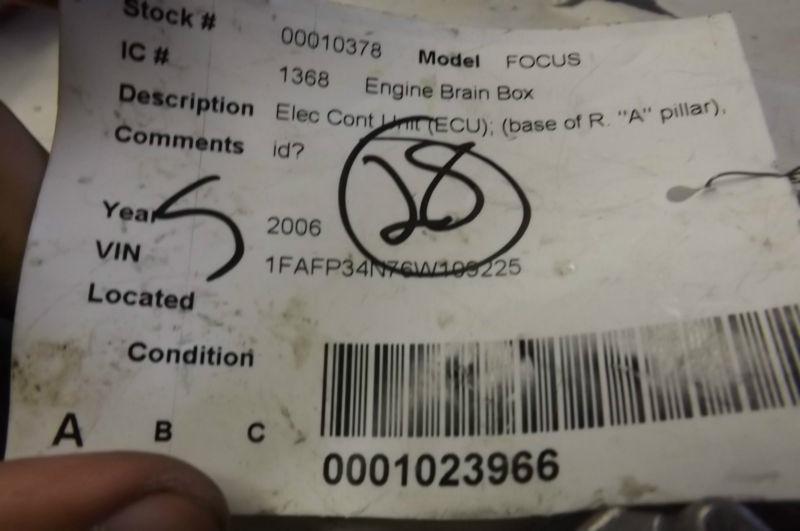 Stock # 00010378 Model FOCUS
IC # 1368 Engine Brain Box
Description Elec Cont Unit (ECU); (base of R. "A" pillar),
Comments id?
28
Year 2006
S
VIN 1FAFP34N76W109225
Located
Condition
A B C
0001023966